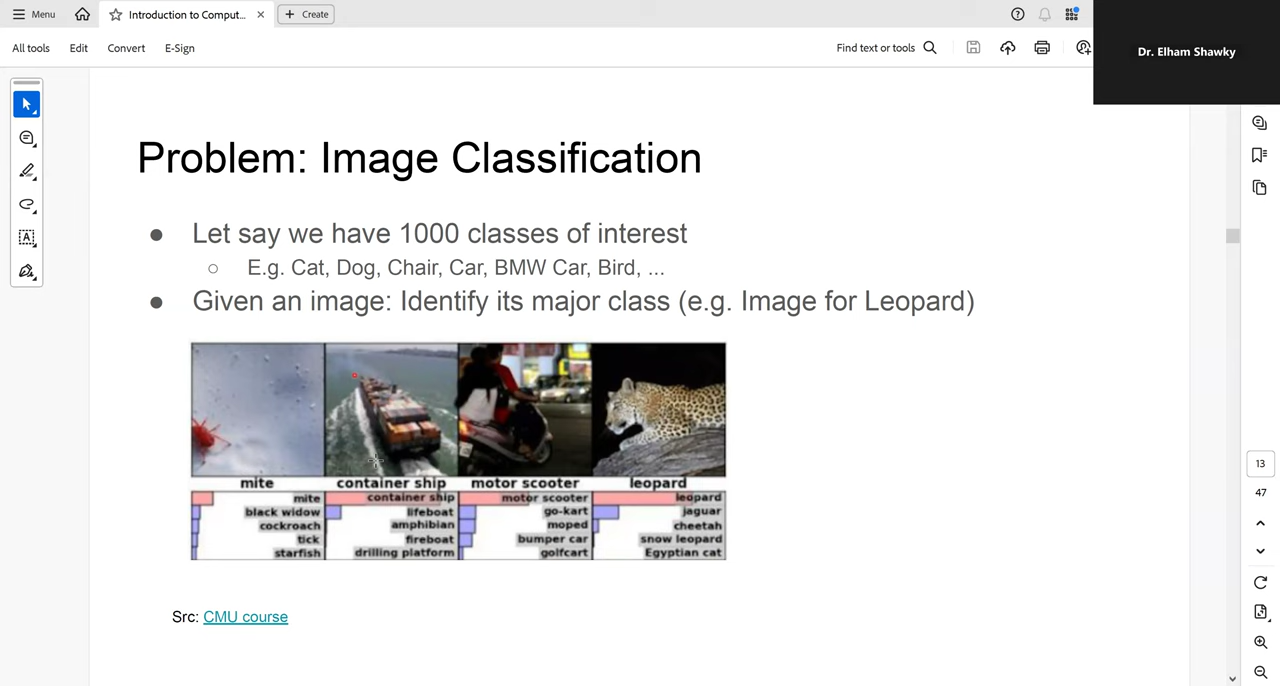 Menu
Introduction to Comput...
Create
Dr. Elham Shawky
All tools
Edit
Convert
E-Sign
Find text or tools
Problem: Image Classification
Let say we have 1000 classes of interest
E.g. Cat, Dog, Chair, Car, BMW Car, Bird, ...
Given an image: Identify its major class (e.g. Image for Leopard)
mite container ship motor scooter leopard
mite container ship motor scooter leopard
black widow lifeboat go-kart jaguar
cockroach amphibian moped cheetah
tick fireboat bumper car snow leopard
starfish drilling platform golfcart Egyptian cat
Src: CMU course
13
47